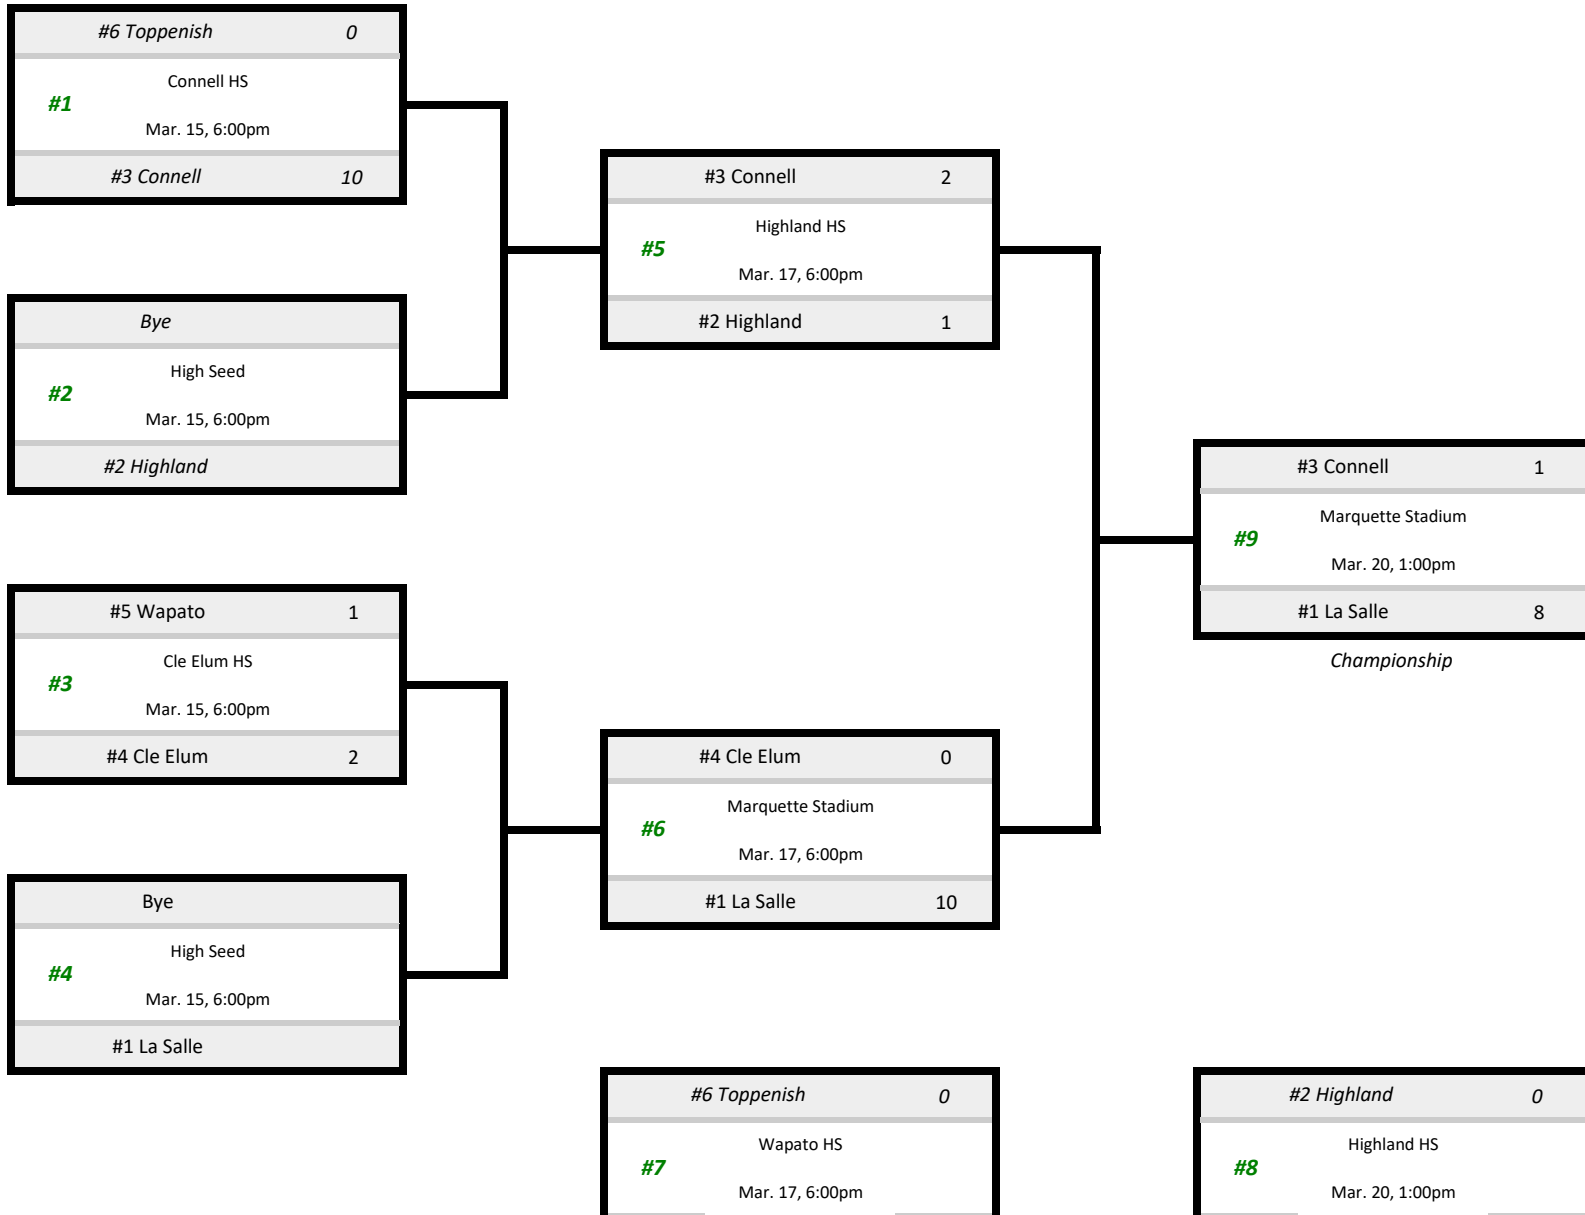 #6 Toppenish 0
Connell HS
#1
Mar. 15, 6:00pm
#3 Connell 10
Bye
High Seed
#2
Mar. 15, 6:00pm
#2 Highland
#5 Wapato 1
Cle Elum HS
#3
Mar. 15, 6:00pm
#4 Cle Elum 2
Bye
High Seed
#4
Mar. 15, 6:00pm
#1 La Salle
#3 Connell 2
Highland HS
#5
Mar. 17, 6:00pm
#2 Highland 1
#4 Cle Elum 0
Marquette Stadium
#6
Mar. 17, 6:00pm
#1 La Salle 10
#3 Connell 1
Marquette Stadium
#9
Mar. 20, 1:00pm
#1 La Salle 8
Championship
#6 Toppenish 0
Wapato HS
#7
Mar. 17, 6:00pm
#2 Highland 0
Highland HS
#8
Mar. 20, 1:00pm